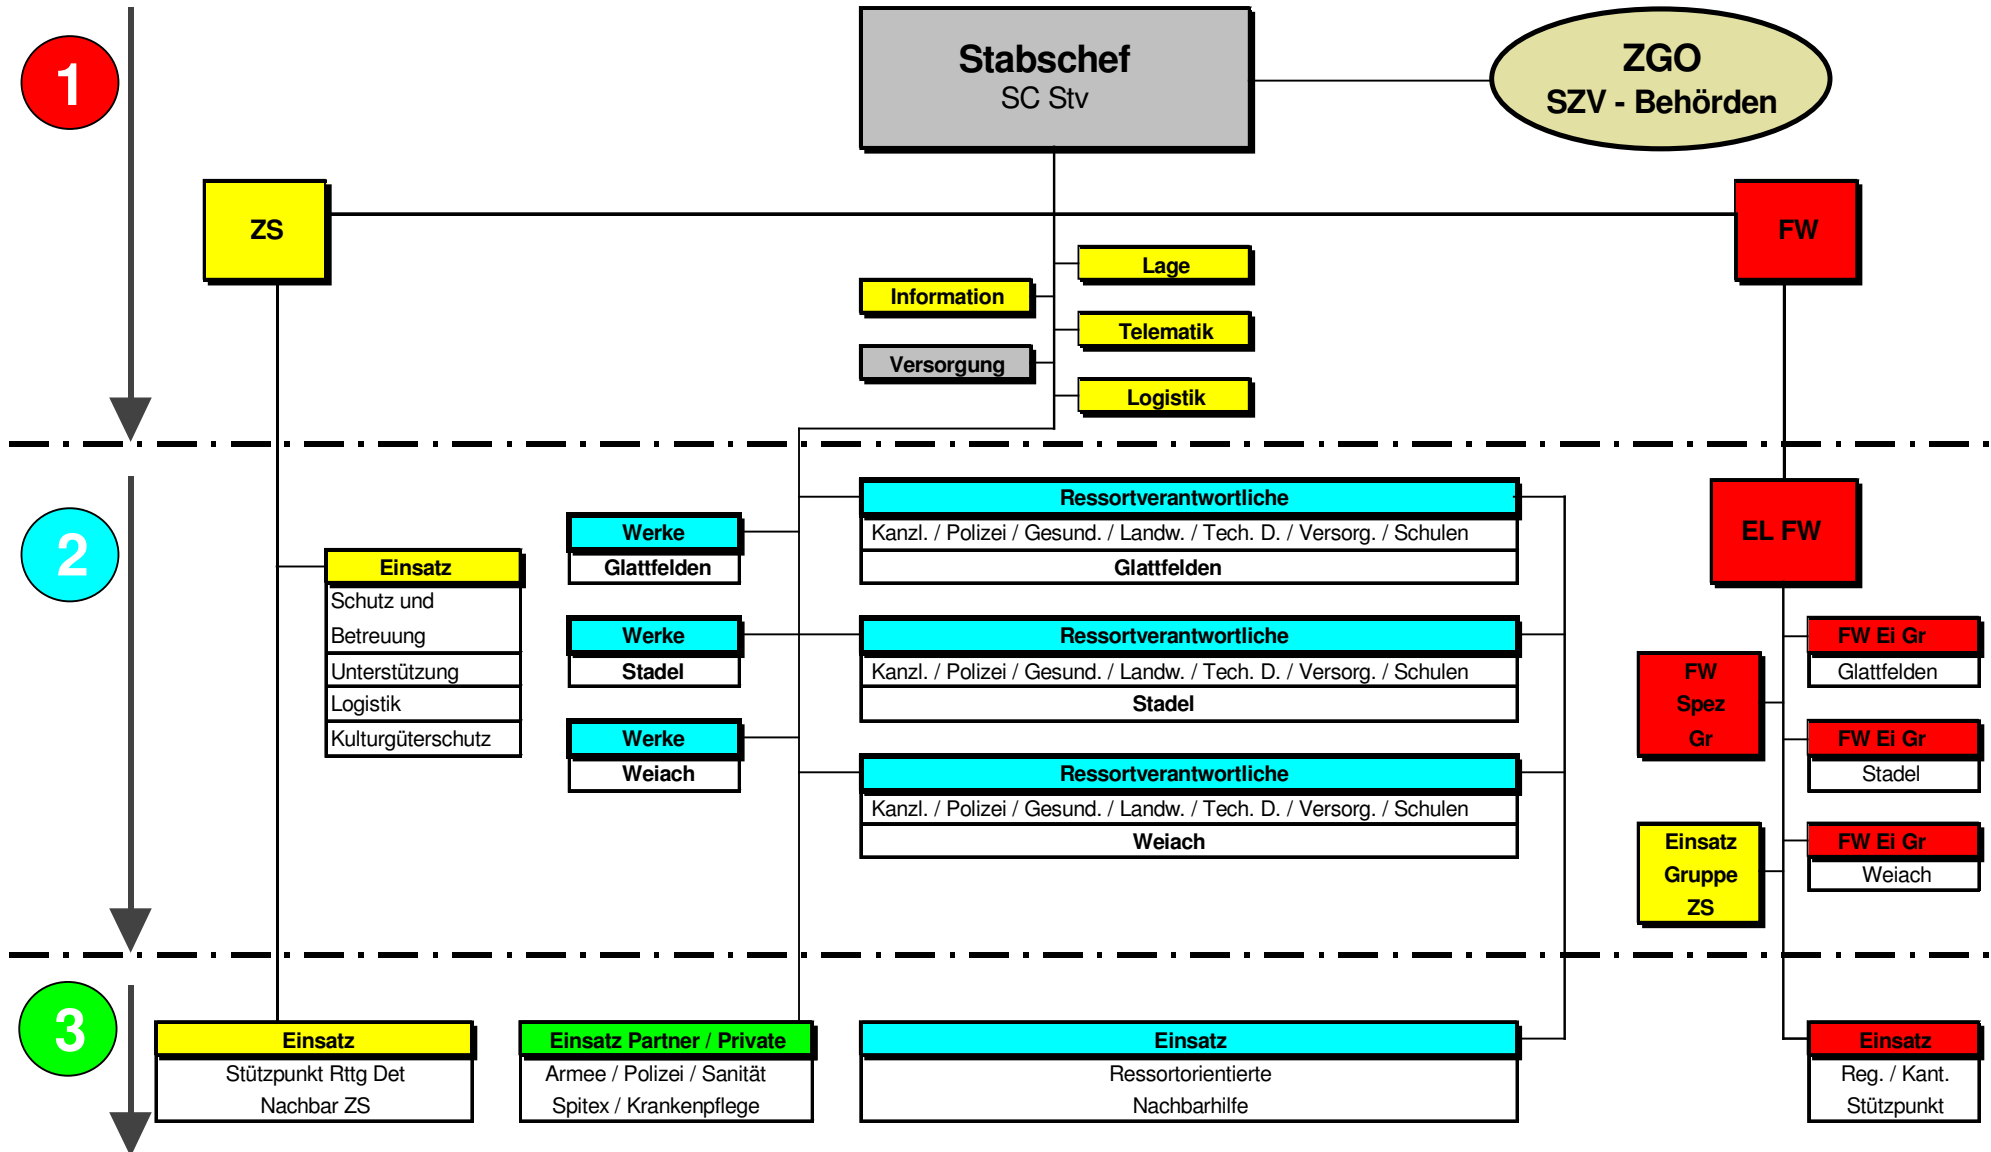 1
Stabschef
SC Stv
ZGO
SZV - Behörden
ZS
FW
Lage
Information
Telematik
Versorgung
Logistik
2
Einsatz
Schutz und
Betreuung
Unterstützung
Logistik
Kulturgüterschutz
Werke
Glattfelden
Werke
Stadel
Werke
Weiach
Ressortverantwortliche
Kanzl. / Polizei / Gesund. / Landw. / Tech. D. / Versorg. / Schulen
Glattfelden
Ressortverantwortliche
Kanzl. / Polizei / Gesund. / Landw. / Tech. D. / Versorg. / Schulen
Stadel
Ressortverantwortliche
Kanzl. / Polizei / Gesund. / Landw. / Tech. D. / Versorg. / Schulen
Weiach
EL FW
FW
Spez
Gr
Einsatz
Gruppe
ZS
FW Ei Gr
Glattfelden
FW Ei Gr
Stadel
FW Ei Gr
Weiach
3
Einsatz
Stützpunkt Rttg Det
Nachbar ZS
Einsatz Partner / Private
Armee / Polizei / Sanität
Spitex / Krankenpflege
Einsatz
Ressortorientierte
Nachbarhilfe
Einsatz
Reg. / Kant.
Stützpunkt